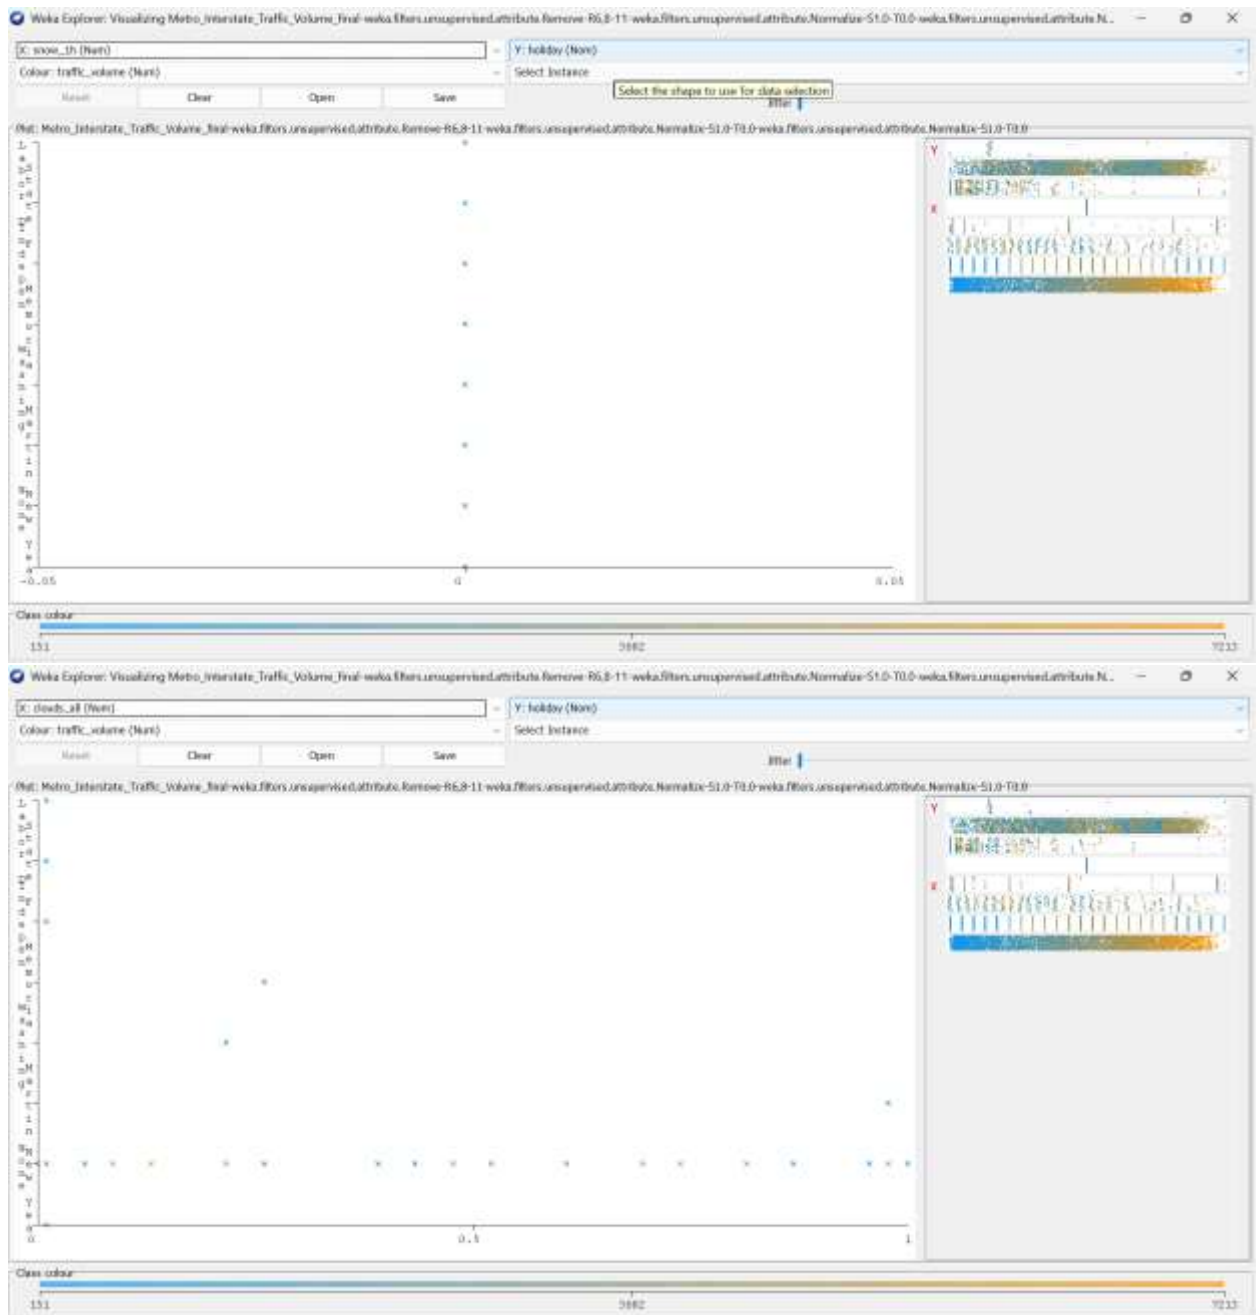 Weka Explorer: Visualizing Metro_Interstate_Traffic_Volume_final-weka.filters.unsupervised.attribute.Remove-R6,8-11-weka.filters.unsupervised.attribute.Normalize-S1.0-T0.0-weka.filters.unsupervised.attribute.N...
X: snow_1h (Num)
Y: holiday (Nom)
Colour: traffic_volume (Num)
Select Instance
Reset
Clear
Open
Save
Select the shape to use for data selection
Jitter
Plot: Metro_Interstate_Traffic_Volume_final-weka.filters.unsupervised.attribute.Remove-R6,8-11-weka.filters.unsupervised.attribute.Normalize-S1.0-T0.0-weka.filters.unsupervised.attribute.Normalize-S1.0-T0.0
Y
X
-0.05
0
0.05
Class colour
151
3682
7213
Weka Explorer: Visualizing Metro_Interstate_Traffic_Volume_final-weka.filters.unsupervised.attribute.Remove-R6,8-11-weka.filters.unsupervised.attribute.Normalize-S1.0-T0.0-weka.filters.unsupervised.attribute.N...
X: clouds_all (Num)
Y: holiday (Nom)
Colour: traffic_volume (Num)
Select Instance
Reset
Clear
Open
Save
Jitter
Plot: Metro_Interstate_Traffic_Volume_final-weka.filters.unsupervised.attribute.Remove-R6,8-11-weka.filters.unsupervised.attribute.Normalize-S1.0-T0.0-weka.filters.unsupervised.attribute.Normalize-S1.0-T0.0
Y
X
0
0.5
1
Class colour
151
3682
7213